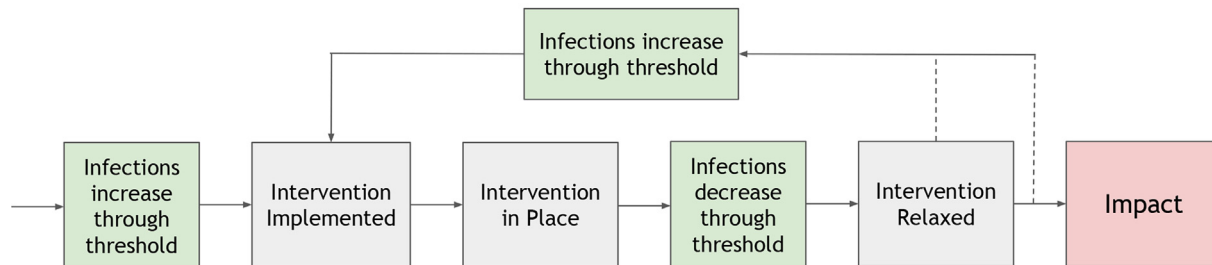 Infections increase
through threshold
Infections
increase
through
threshold
Intervention
Implemented
Intervention
in Place
Infections
decrease
through
threshold
Intervention
Relaxed
Impact